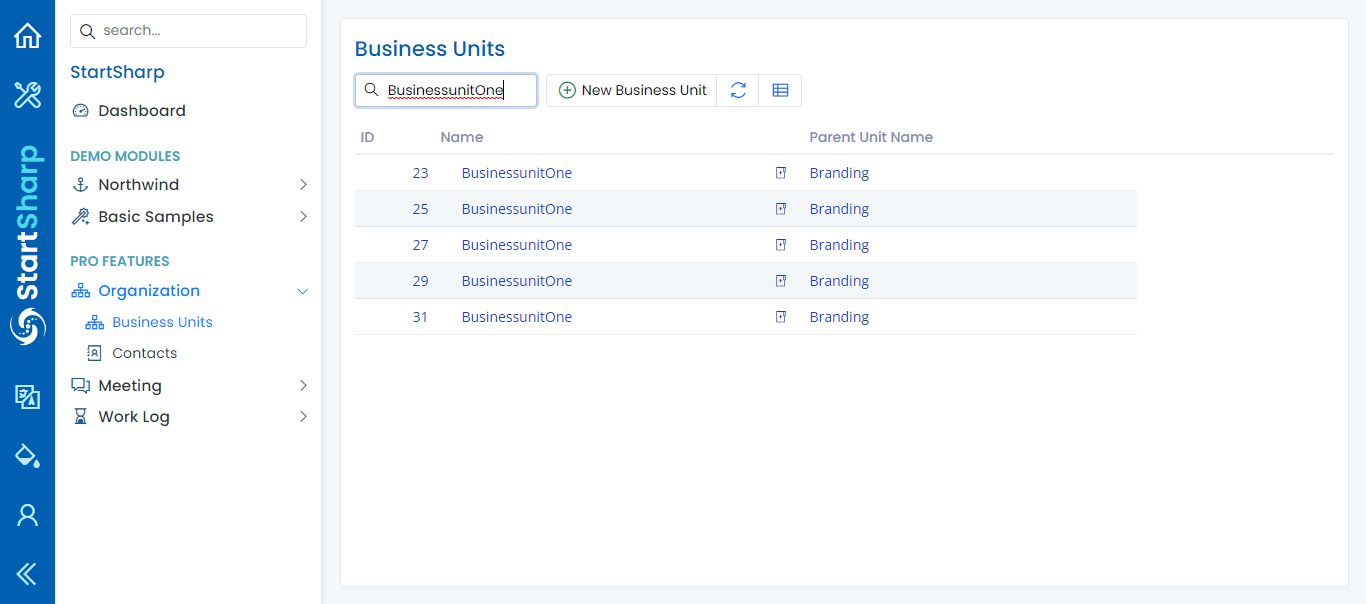 search...
StartSharp
Dashboard
DEMO MODULES
Northwind
Basic Samples
PRO FEATURES
Organization
Business Units
Contacts
Meeting
Work Log
StartSharp
Business Units
BusinessunitOne
New Business Unit
ID Name Parent Unit Name
23 BusinessunitOne Branding
25 BusinessunitOne Branding
27 BusinessunitOne Branding
29 BusinessunitOne Branding
31 BusinessunitOne Branding